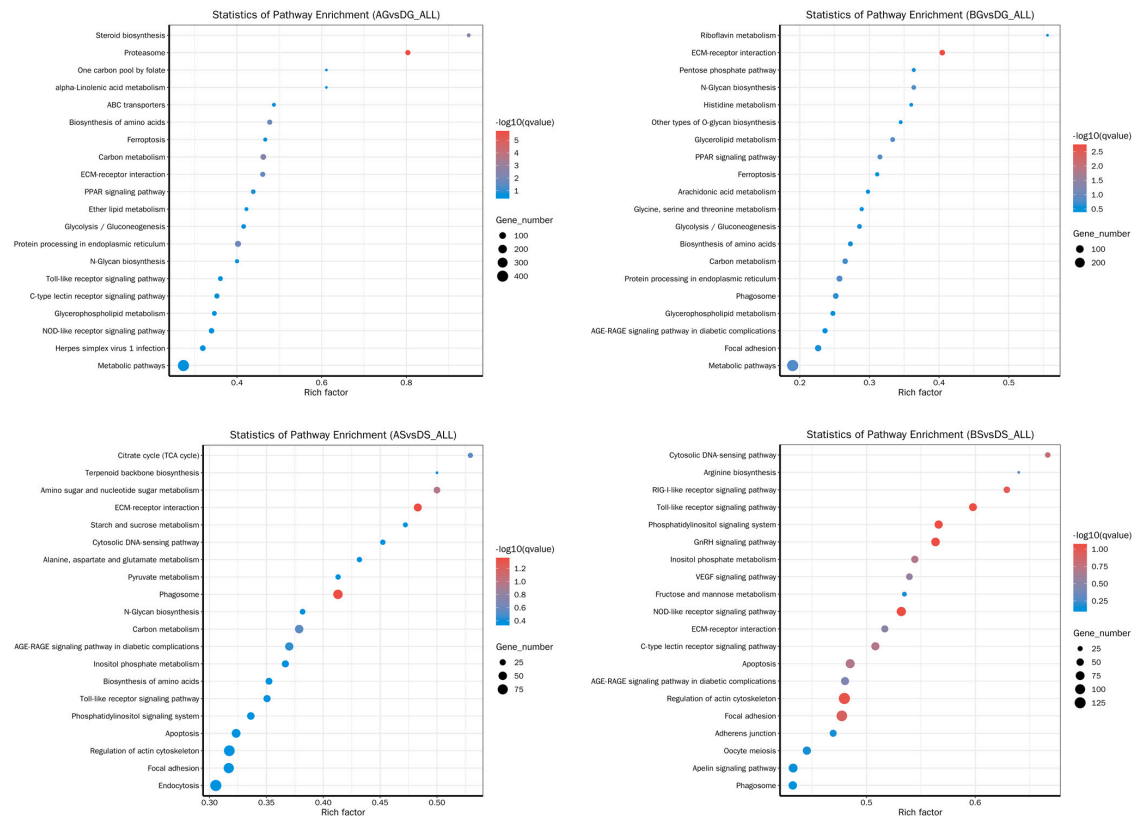 Statistics of Pathway Enrichment (AGvsDG_ALL)
Steroid biosynthesis
Proteasome
One carbon pool by folate
alpha-Linolenic acid metabolism
ABC transporters
Biosynthesis of amino acids
Ferroptosis
Carbon metabolism
ECM-receptor interaction
PPAR signaling pathway
Ether lipid metabolism
Glycolysis / Gluconeogenesis
Protein processing in endoplasmic reticulum
N-Glycan biosynthesis
Toll-like receptor signaling pathway
C-type lectin receptor signaling pathway
Glycerophospholipid metabolism
NOD-like receptor signaling pathway
Herpes simplex virus 1 infection
Metabolic pathways
0.4 0.6 0.8
Rich factor
-log10(qvalue)
5
4
3
2
1
Gene_number
100
200
300
400
Statistics of Pathway Enrichment (BGvsDG_ALL)
Riboflavin metabolism
ECM-receptor interaction
Pentose phosphate pathway
N-Glycan biosynthesis
Histidine metabolism
Other types of O-glycan biosynthesis
Glycerolipid metabolism
PPAR signaling pathway
Ferroptosis
Arachidonic acid metabolism
Glycine, serine and threonine metabolism
Glycolysis / Gluconeogenesis
Biosynthesis of amino acids
Carbon metabolism
Protein processing in endoplasmic reticulum
Phagosome
Glycerophospholipid metabolism
AGE-RAGE signaling pathway in diabetic complications
Focal adhesion
Metabolic pathways
0.2 0.3 0.4 0.5
Rich factor
-log10(qvalue)
2.5
2.0
1.5
1.0
0.5
Gene_number
100
200
Statistics of Pathway Enrichment (ASvsDS_ALL)
Citrate cycle (TCA cycle)
Terpenoid backbone biosynthesis
Amino sugar and nucleotide sugar metabolism
ECM-receptor interaction
Starch and sucrose metabolism
Cytosolic DNA-sensing pathway
Alanine, aspartate and glutamate metabolism
Pyruvate metabolism
Phagosome
N-Glycan biosynthesis
Carbon metabolism
AGE-RAGE signaling pathway in diabetic complications
Inositol phosphate metabolism
Biosynthesis of amino acids
Toll-like receptor signaling pathway
Phosphatidylinositol signaling system
Apoptosis
Regulation of actin cytoskeleton
Focal adhesion
Endocytosis
0.30 0.35 0.40 0.45 0.50
Rich factor
-log10(qvalue)
1.2
1.0
0.8
0.6
0.4
Gene_number
25
50
75
Statistics of Pathway Enrichment (BSvsDS_ALL)
Cytosolic DNA-sensing pathway
Arginine biosynthesis
RIG-I-like receptor signaling pathway
Toll-like receptor signaling pathway
Phosphatidylinositol signaling system
GnRH signaling pathway
Inositol phosphate metabolism
VEGF signaling pathway
Fructose and mannose metabolism
NOD-like receptor signaling pathway
ECM-receptor interaction
C-type lectin receptor signaling pathway
Apoptosis
AGE-RAGE signaling pathway in diabetic complications
Regulation of actin cytoskeleton
Focal adhesion
Adherens junction
Oocyte meiosis
Apelin signaling pathway
Phagosome
0.5 0.6
Rich factor
-log10(qvalue)
1.00
0.75
0.50
0.25
Gene_number
25
50
75
100
125